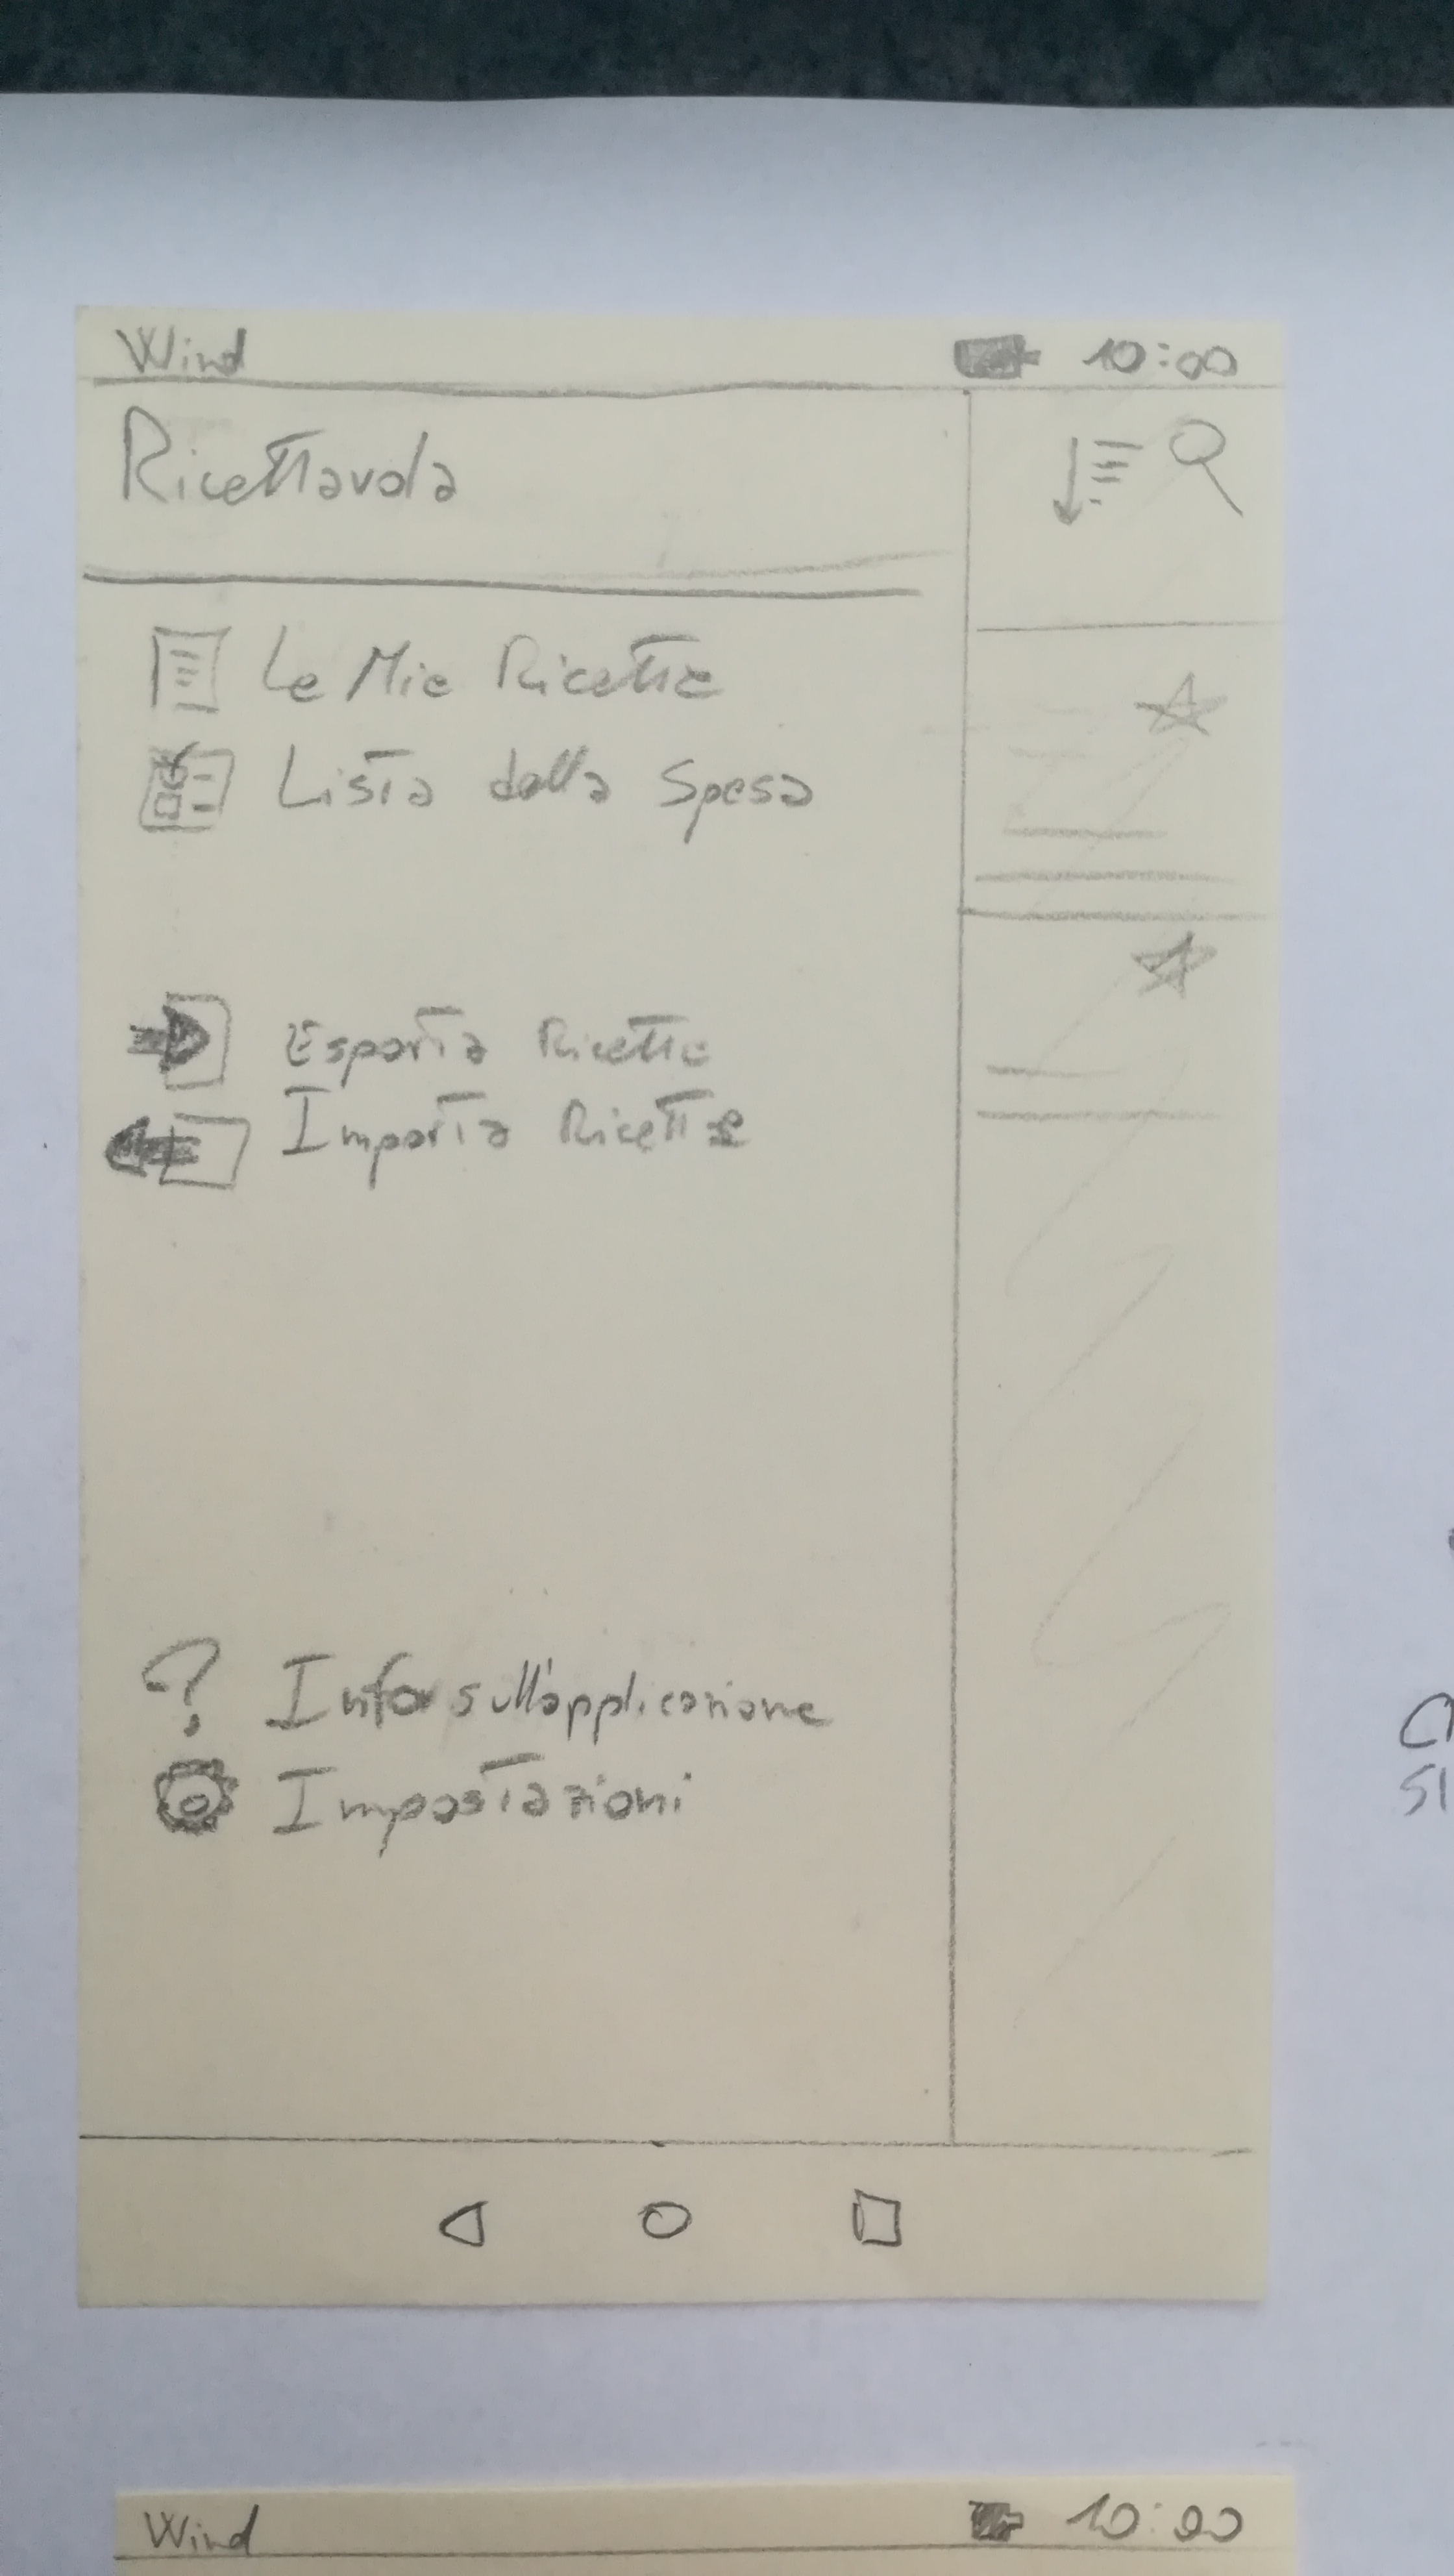 Wind 10:00
Ricettavola
Le Mie Ricette
Lista della Spesa
Esporta Ricette
Importa Ricette
? Info sull'applicazione
Impostazioni
Wind 10:00